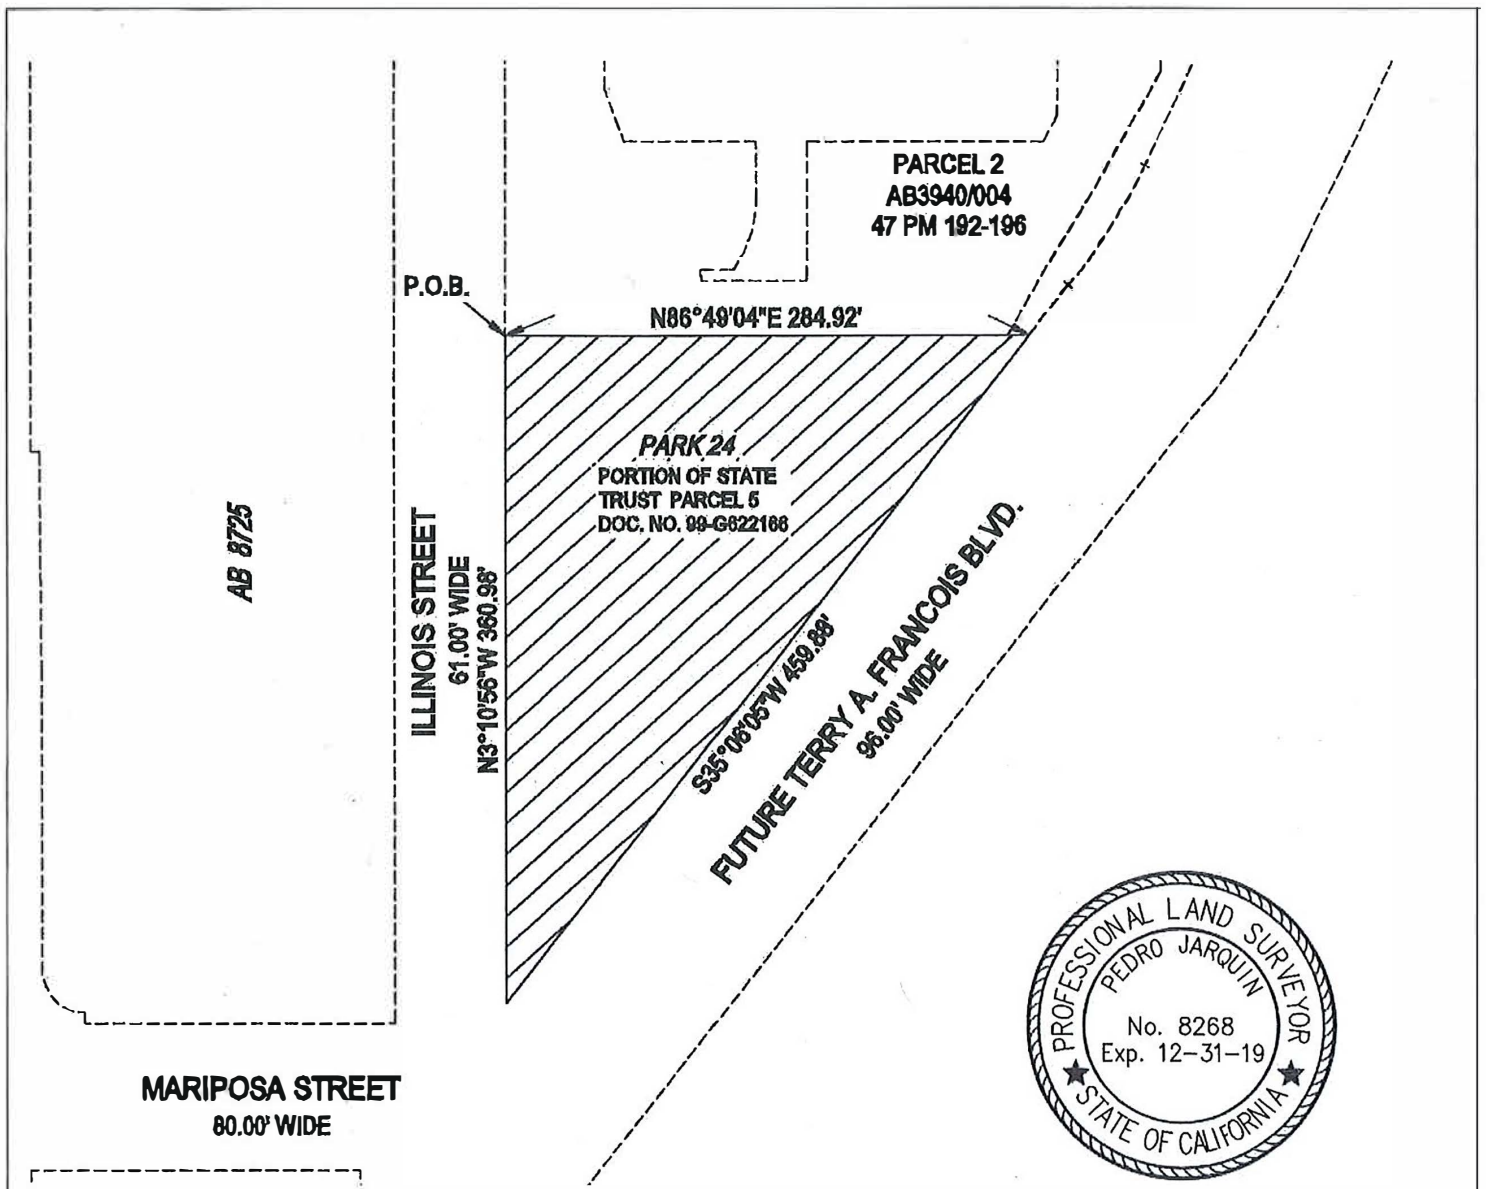 PARCEL 2
AB3940/004
47 PM 192-196
P.O.B.
N86°49'04"E 284.92'
PARK 24
PORTION OF STATE
TRUST PARCEL 5
DOC. NO. 99-G622166
AB 8725
ILLINOIS STREET
61.00' WIDE
N3°10'56"W 360.98'
S35°06'05"W 459.88'
FUTURE TERRY A. FRANCOIS BLVD.
96.00' WIDE
MARIPOSA STREET
80.00' WIDE
PROFESSIONAL LAND SURVEYOR
PEDRO JARQUIN
No. 8268
Exp. 12-31-19
STATE OF CALIFORNIA